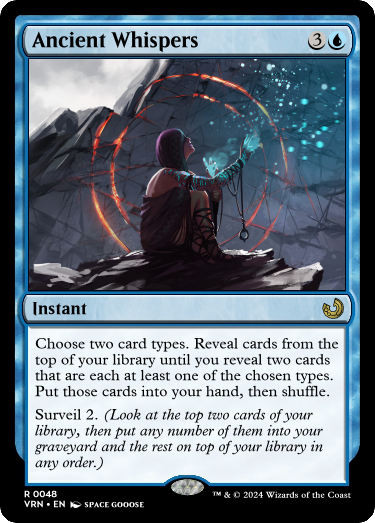 Ancient Whispers 3
Instant
Choose two card types. Reveal cards from the
top of your library until you reveal two cards
that are each at least one of the chosen types.
Put those cards into your hand, then shuffle.
Surveil 2. (Look at the top two cards of your
library, then put any number of them into your
graveyard and the rest on top of your library in
any order.)
R 0048
VRN • EN SPACE GOOOSE
™ & © 2024 Wizards of the Coast